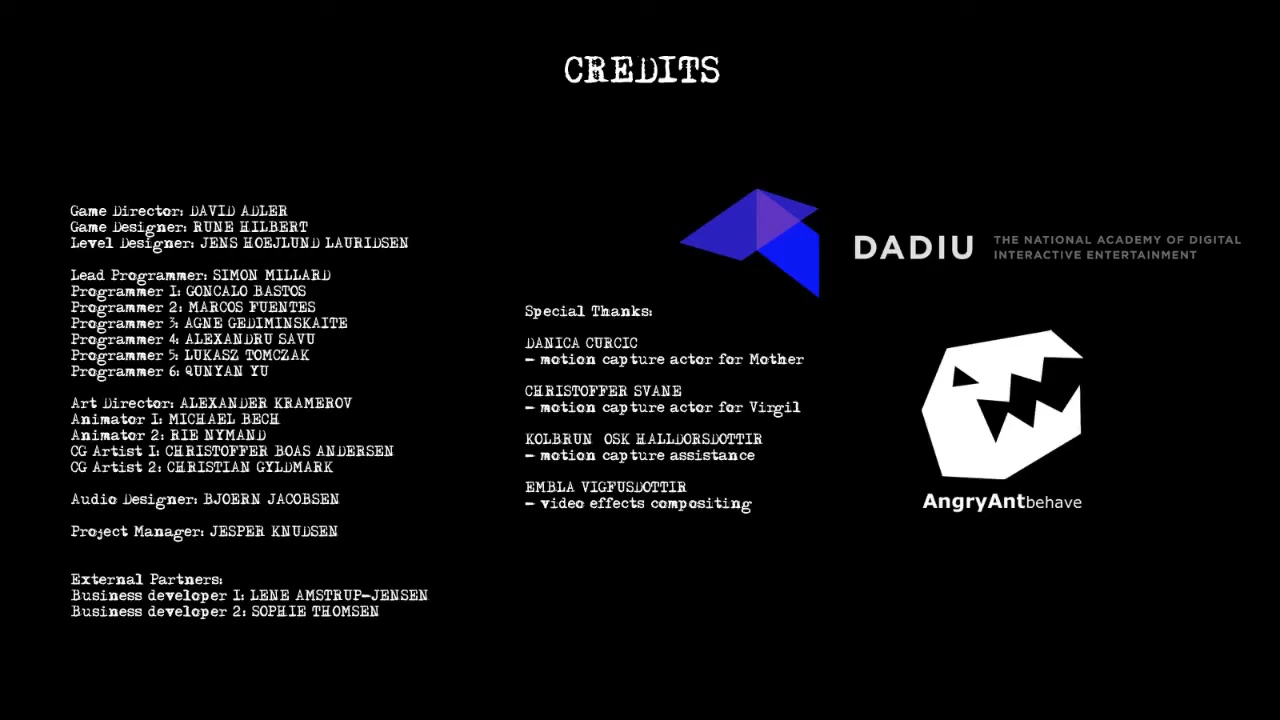 CREDITS
Game Director: DAVID ADLER
Game Designer: RUNE HILBERT
Level Designer: JENS HOEJLUND LAURIDSEN
Lead Programmer: SIMON MILLARD
Programmer 1: GONCALO BASTOS
Programmer 2: MARCOS FUENTES
Programmer 3: AGNE GEDIMINSKAITE
Programmer 4: ALEXANDRU SAVU
Programmer 5: LUKASZ TOMCZAK
Programmer 6: QUNYAN YU
Art Director: ALEXANDER KRAMEROV
Animator 1: MICHAEL BECH
Animator 2: RIE NYMAND
CG Artist 1: CHRISTOFFER BOAS ANDERSEN
CG Artist 2: CHRISTIAN GYLDMARK
Audio Designer: BJOERN JACOBSEN
Project Manager: JESPER KNUDSEN
External Partners:
Business developer 1: LENE AMSTRUP-JENSEN
Business developer 2: SOPHIE THOMSEN
Special Thanks:
DANICA CURCIC
- motion capture actor for Mother
CHRISTOFFER SVANE
- motion capture actor for Virgil
KOLBRUN OSK HALLDORSDOTTIR
- motion capture assistance
EMBLA VIGFUSDOTTIR
- video effects compositing
DADIU
THE NATIONAL ACADEMY OF DIGITAL
INTERACTIVE ENTERTAINMENT
AngryAntbehave